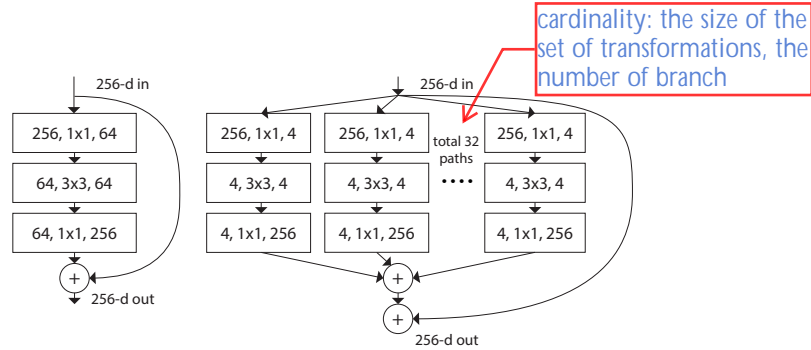 cardinality: the size of the
set of transformations, the
number of branch
256-d in
256, 1x1, 64
64, 3x3, 64
64, 1x1, 256
+
256-d out
256-d in
256, 1x1, 4
256, 1x1, 4
total 32
paths
....
256, 1x1, 4
4, 3x3, 4
4, 3x3, 4
4, 3x3, 4
4, 1x1, 256
4, 1x1, 256
4, 1x1, 256
+
+
256-d out